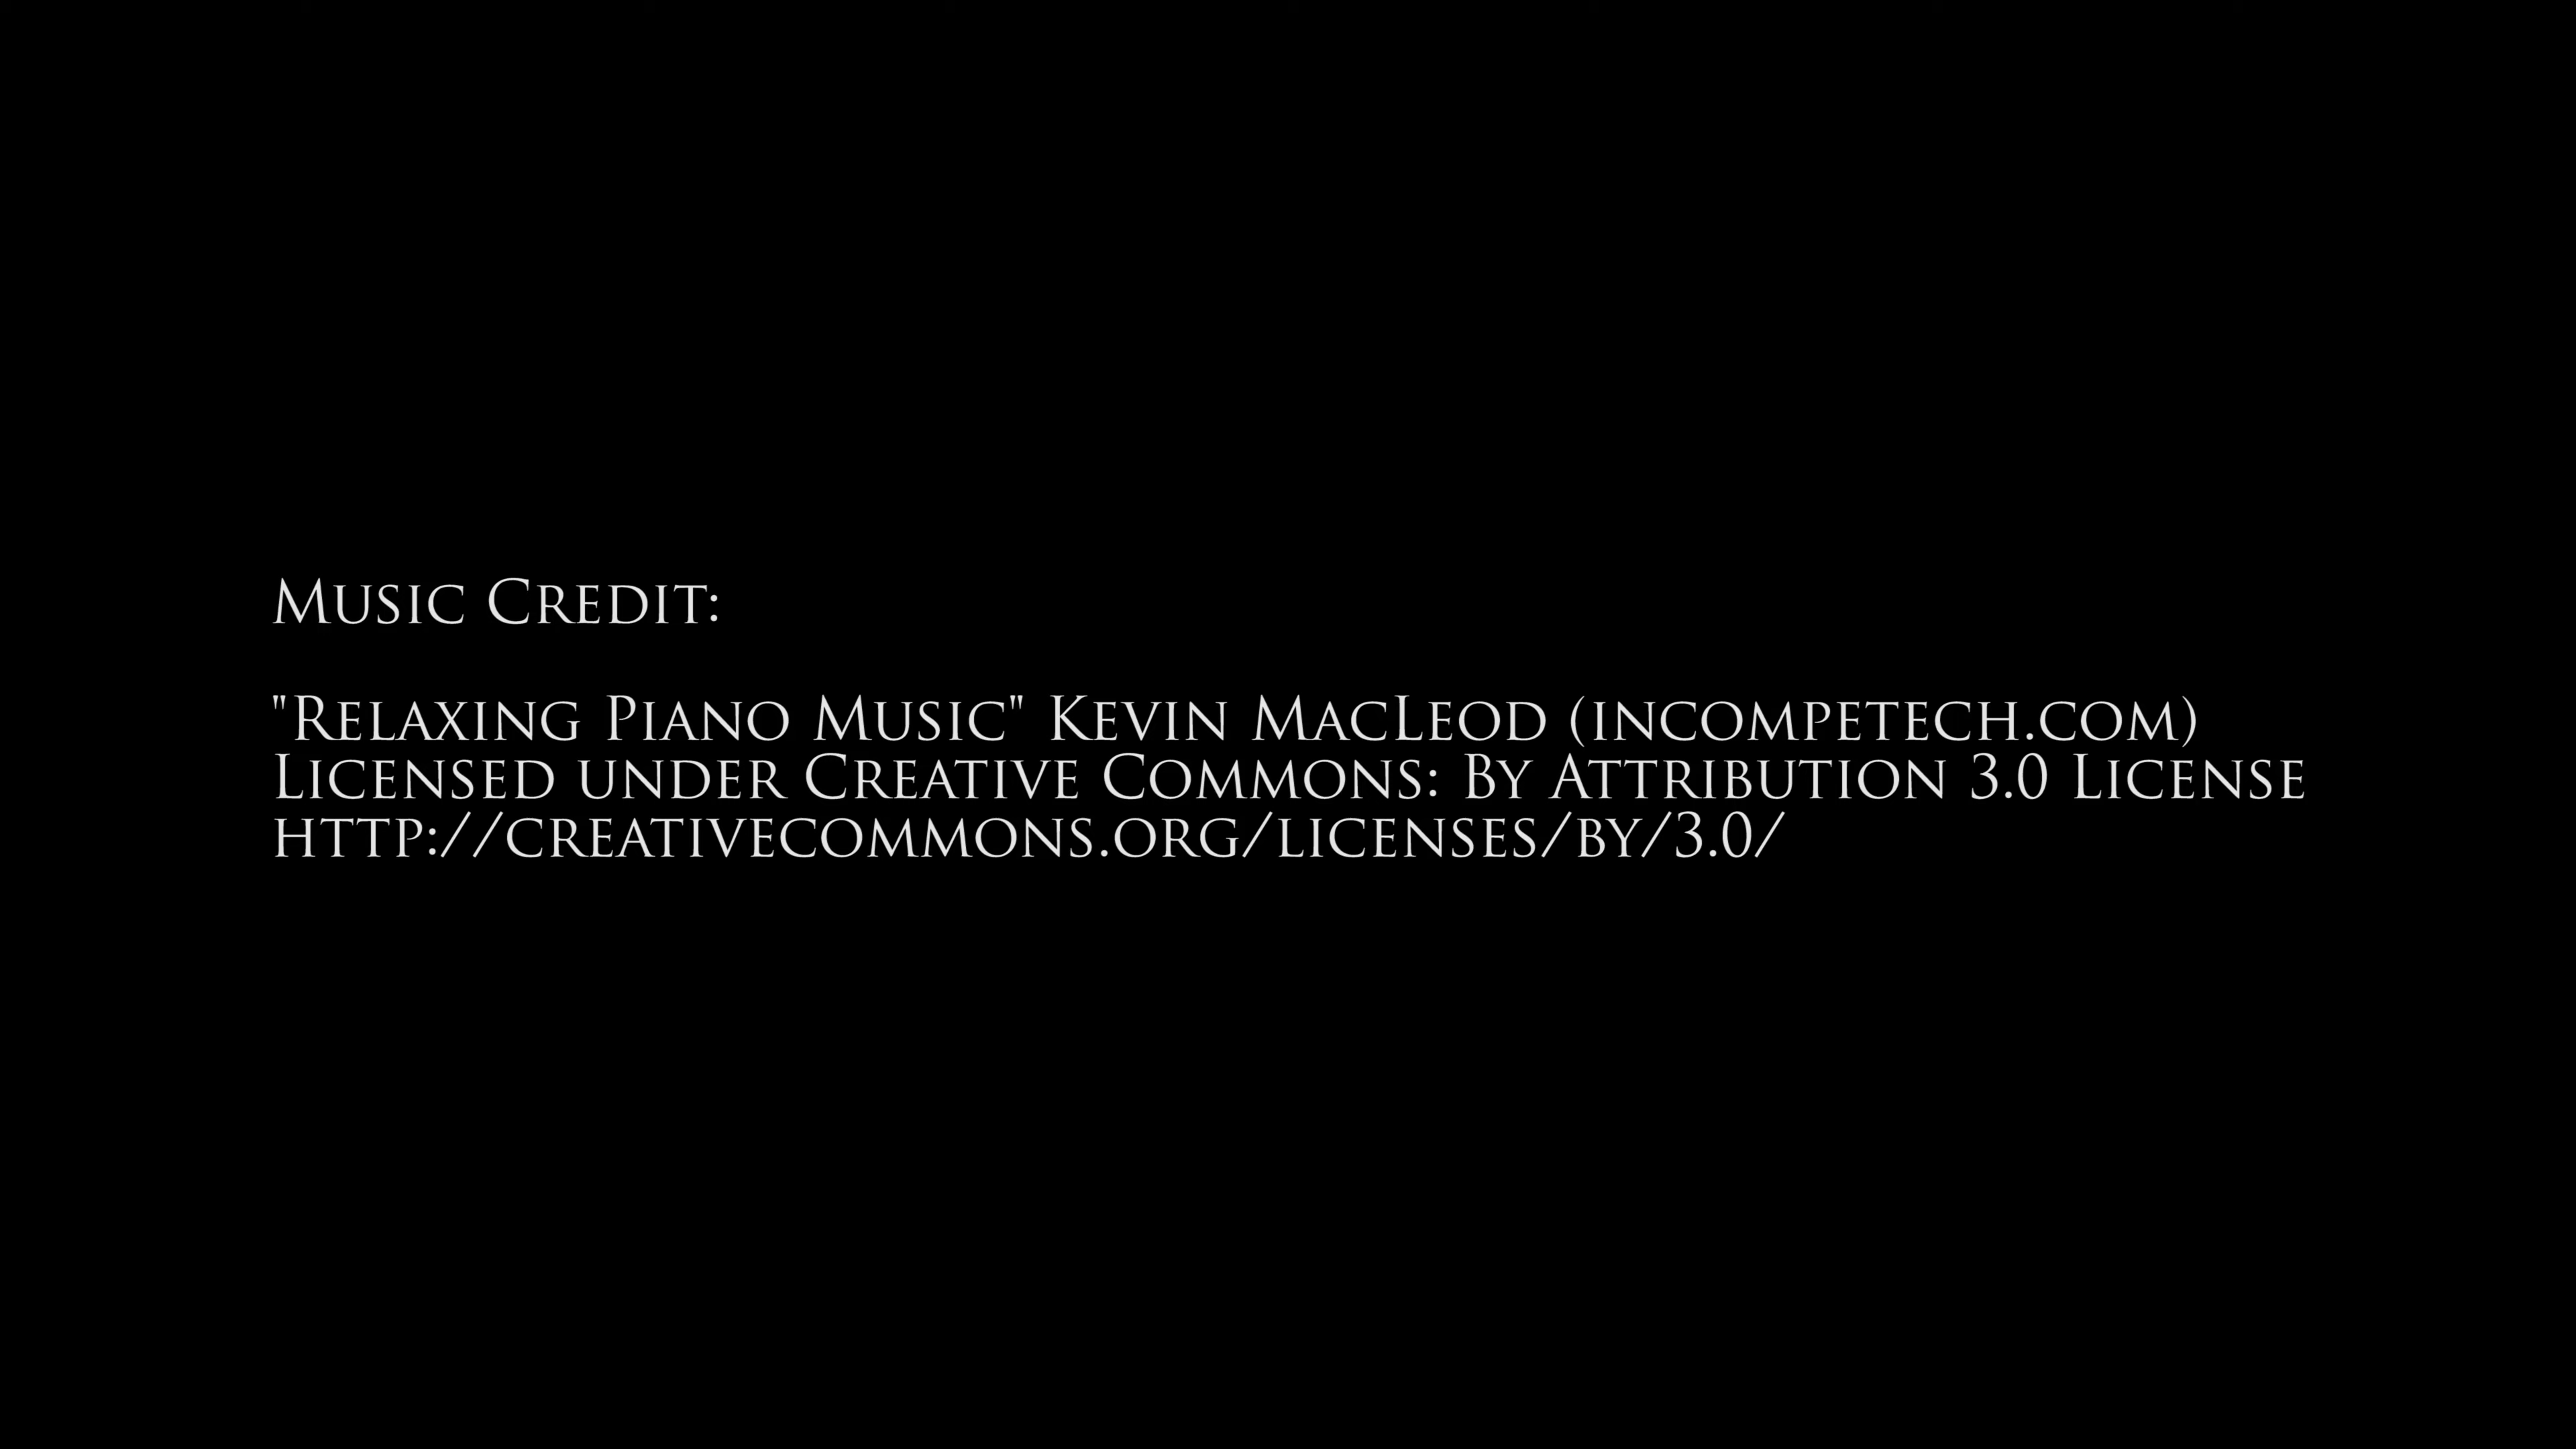 Music Credit:
"Relaxing Piano Music" Kevin MacLeod (incompetech.com)
Licensed under Creative Commons: By Attribution 3.0 License
http://creativecommons.org/licenses/by/3.0/